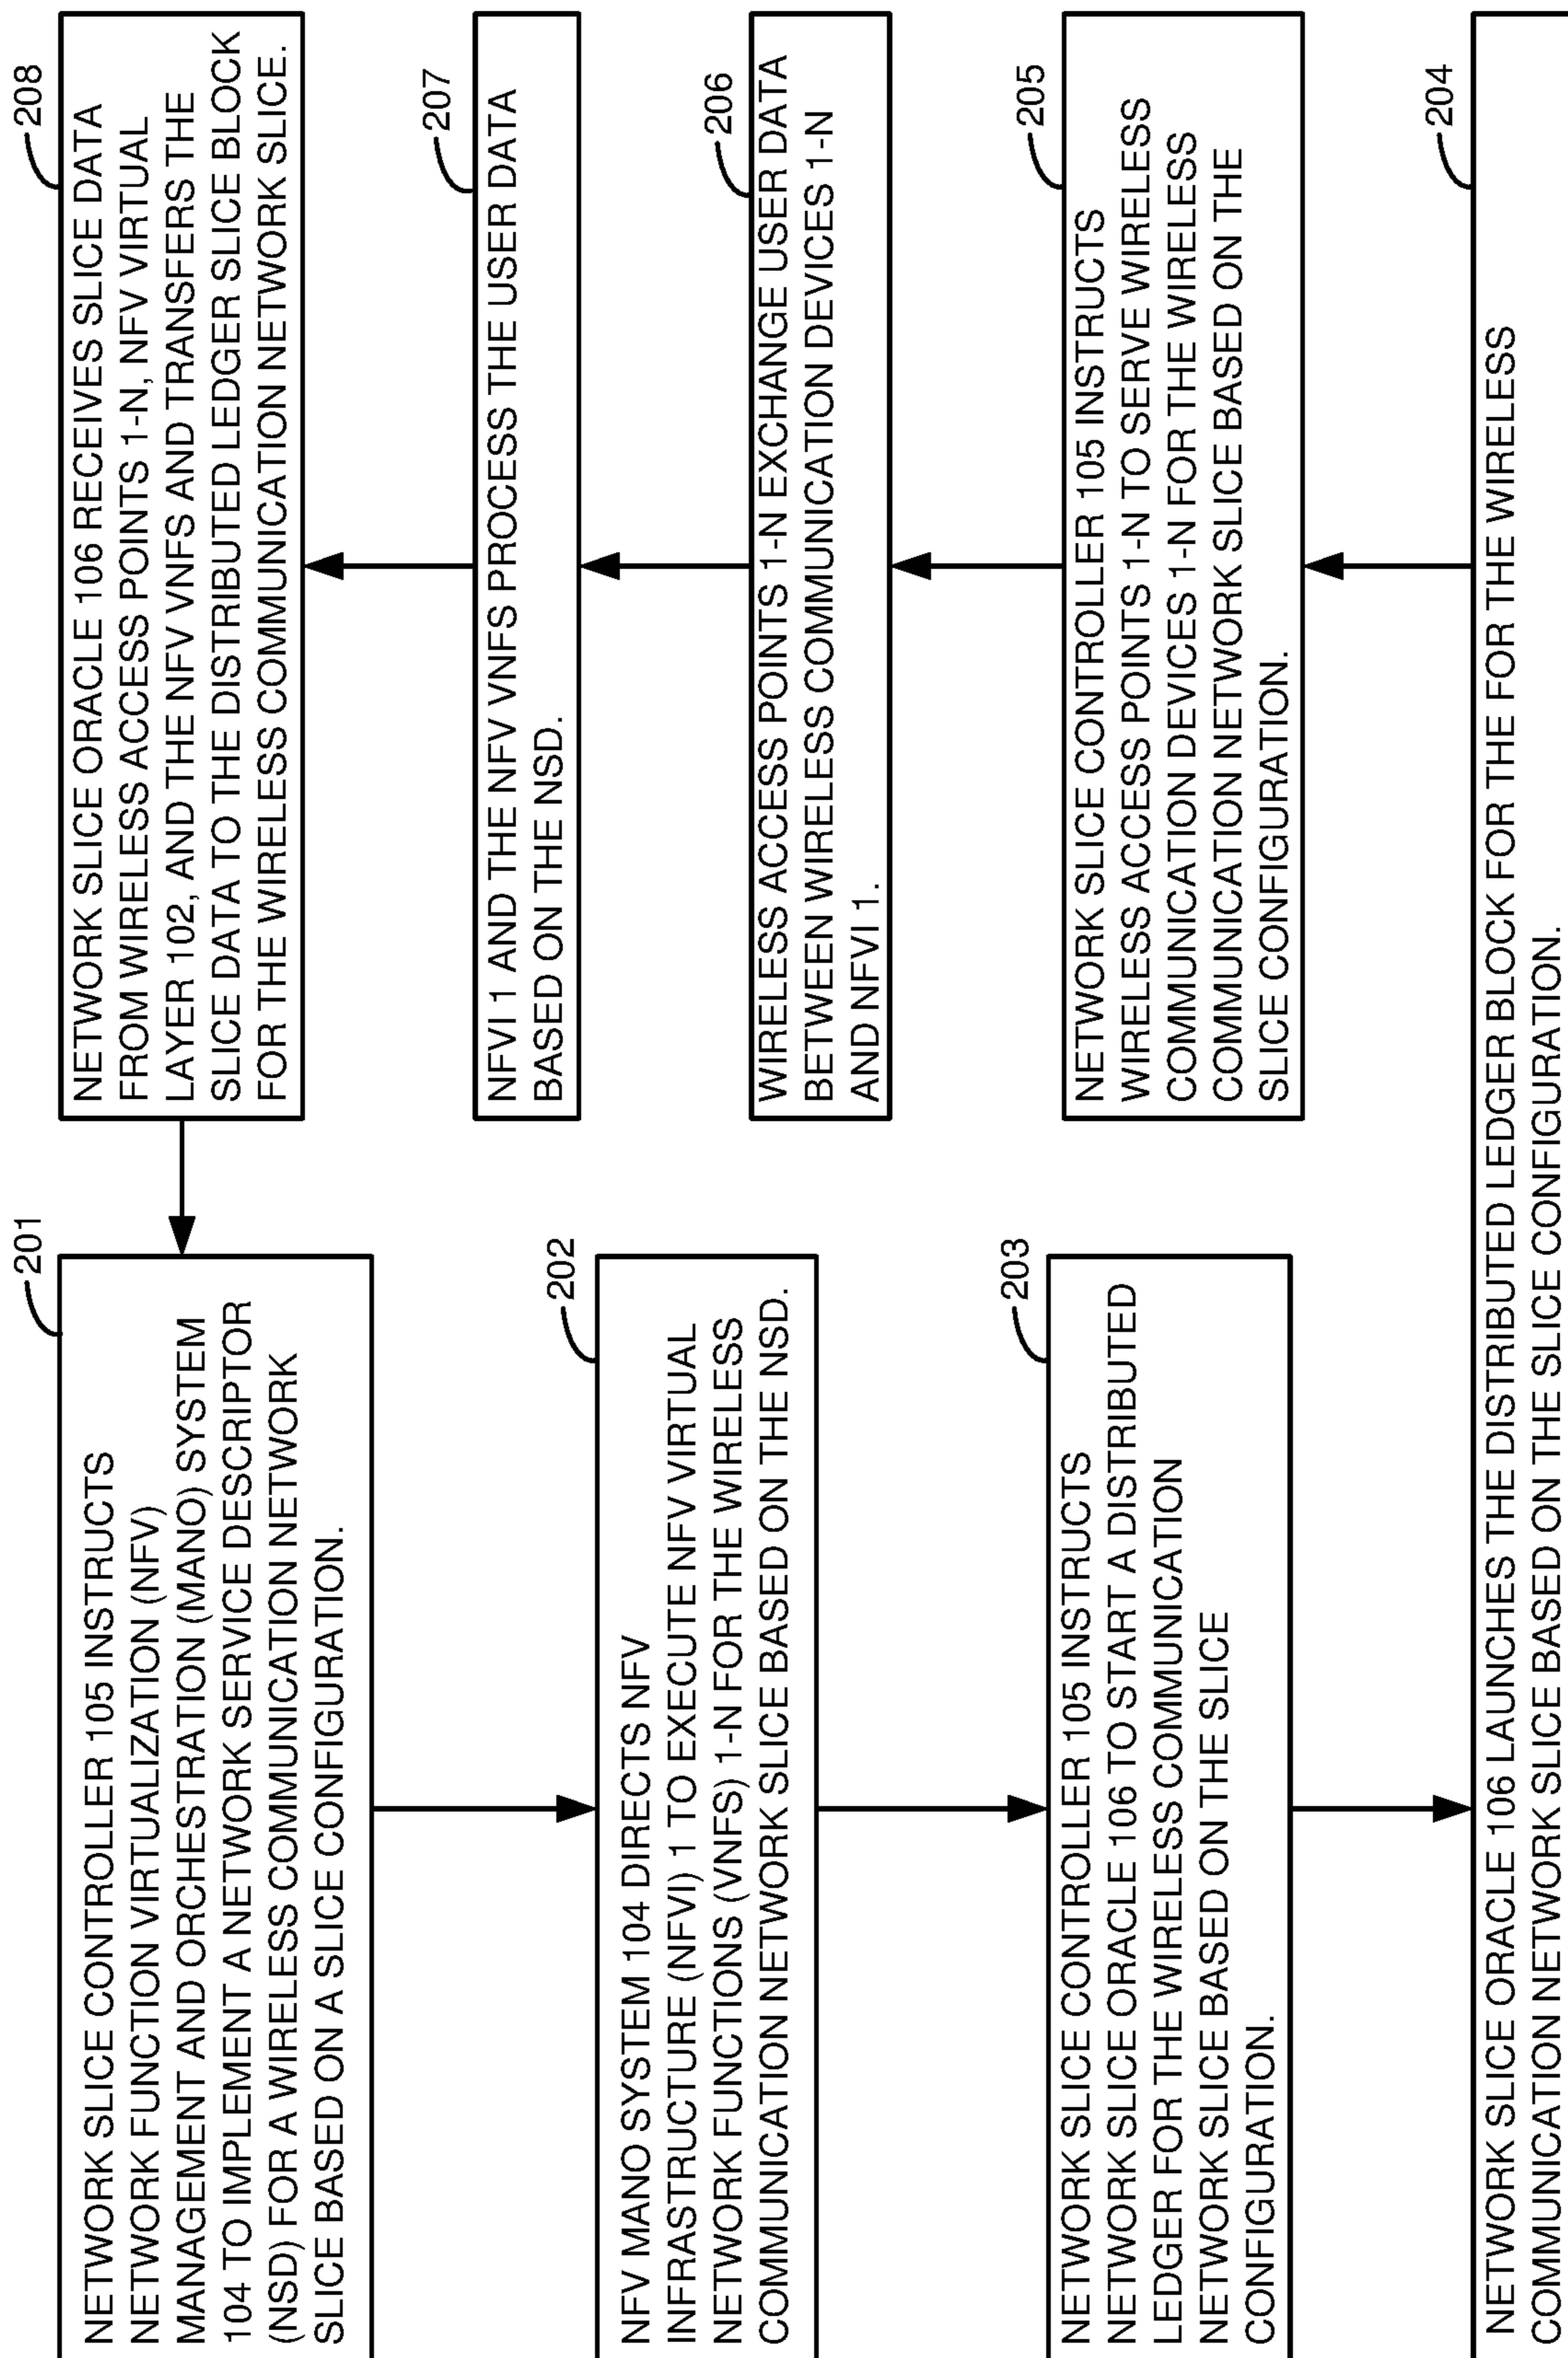 201
NETWORK SLICE CONTROLLER 105 INSTRUCTS
NETWORK FUNCTION VIRTUALIZATION (NFV)
MANAGEMENT AND ORCHESTRATION (MANO) SYSTEM
104 TO IMPLEMENT A NETWORK SERVICE DESCRIPTOR
(NSD) FOR A WIRELESS COMMUNICATION NETWORK
SLICE BASED ON A SLICE CONFIGURATION.
202
NFV MANO SYSTEM 104 DIRECTS NFV
INFRASTRUCTURE (NFVI) 1 TO EXECUTE NFV VIRTUAL
NETWORK FUNCTIONS (VNFS) 1-N FOR THE WIRELESS
COMMUNICATION NETWORK SLICE BASED ON THE NSD.
203
NETWORK SLICE CONTROLLER 105 INSTRUCTS
NETWORK SLICE ORACLE 106 TO START A DISTRIBUTED
LEDGER FOR THE WIRELESS COMMUNICATION
NETWORK SLICE BASED ON THE SLICE
CONFIGURATION.
204
NETWORK SLICE ORACLE 106 LAUNCHES THE DISTRIBUTED LEDGER BLOCK FOR THE FOR THE WIRELESS
COMMUNICATION NETWORK SLICE BASED ON THE SLICE CONFIGURATION.
205
NETWORK SLICE CONTROLLER 105 INSTRUCTS
WIRELESS ACCESS POINTS 1-N TO SERVE WIRELESS
COMMUNICATION DEVICES 1-N FOR THE WIRELESS
COMMUNICATION NETWORK SLICE BASED ON THE
SLICE CONFIGURATION.
206
WIRELESS ACCESS POINTS 1-N EXCHANGE USER DATA
BETWEEN WIRELESS COMMUNICATION DEVICES 1-N
AND NFVI 1.
207
NFVI 1 AND THE NFV VNFS PROCESS THE USER DATA
BASED ON THE NSD.
208
NETWORK SLICE ORACLE 106 RECEIVES SLICE DATA
FROM WIRELESS ACCESS POINTS 1-N, NFV VIRTUAL
LAYER 102, AND THE NFV VNFS AND TRANSFERS THE
SLICE DATA TO THE DISTRIBUTED LEDGER SLICE BLOCK
FOR THE WIRELESS COMMUNICATION NETWORK SLICE.